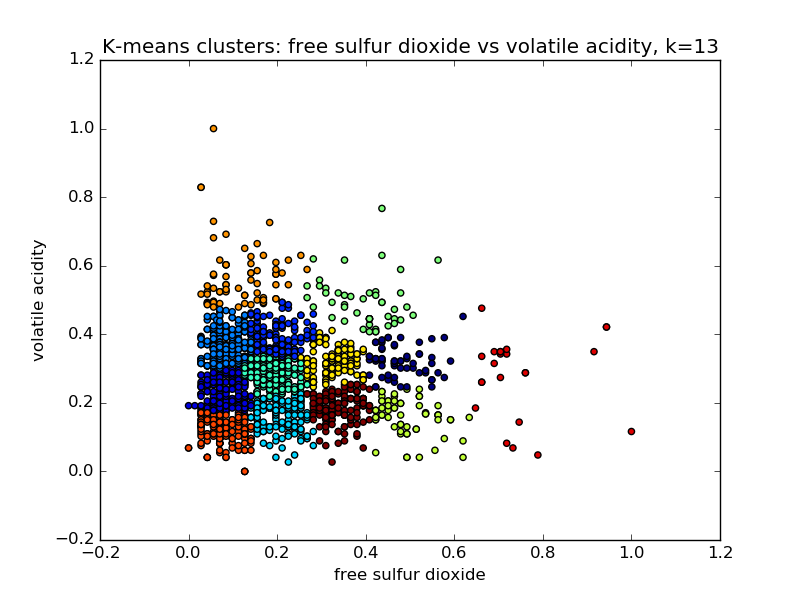 K-means clusters: free sulfur dioxide vs volatile acidity, k=13
1.2
1.0
0.8
0.6
0.4
0.2
0.0
−0.2
volatile acidity
−0.2 0.0 0.2 0.4 0.6 0.8 1.0 1.2
free sulfur dioxide